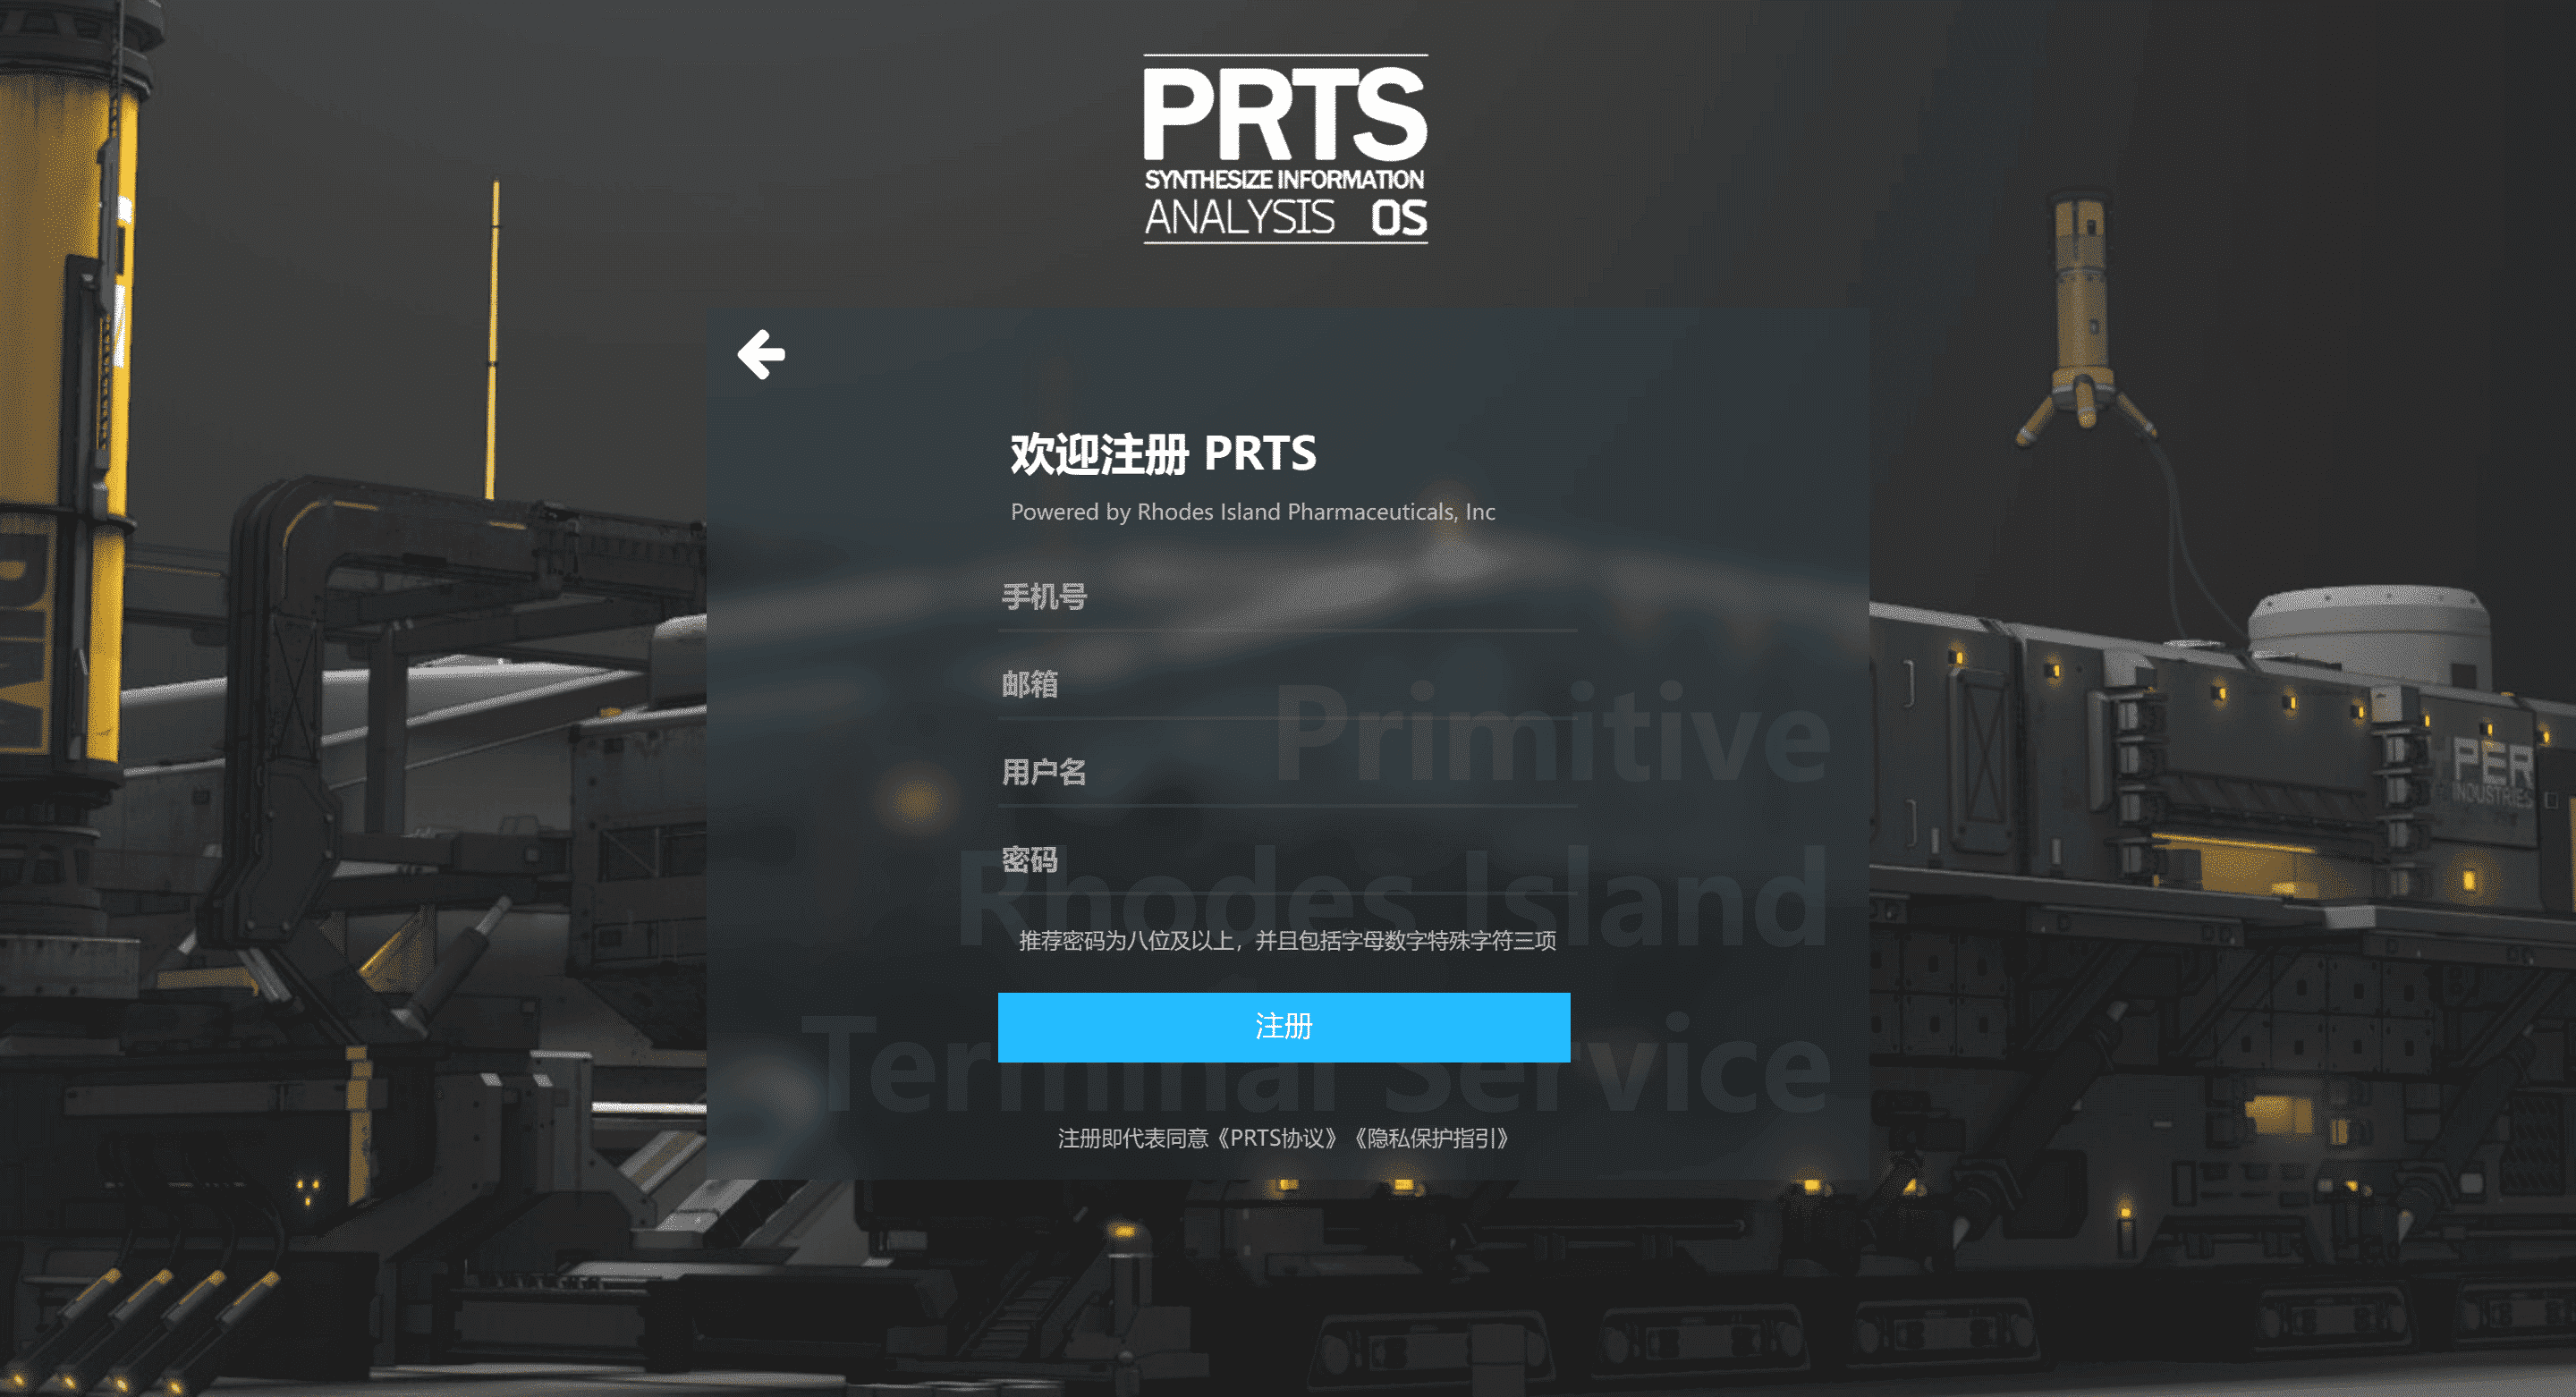 PRTS
SYNTHESIZE INFORMATION
ANALYSIS OS
欢迎注册 PRTS
Powered by Rhodes Island Pharmaceuticals, Inc
手机号
邮箱
Primitive
用户名
密码
Rhodes Island
推荐密码为八位及以上，并且包括字母数字特殊字符三项
注册
Terminal Service
注册即代表同意《PRTS协议》《隐私保护指引》
YPER
INDUSTRIES